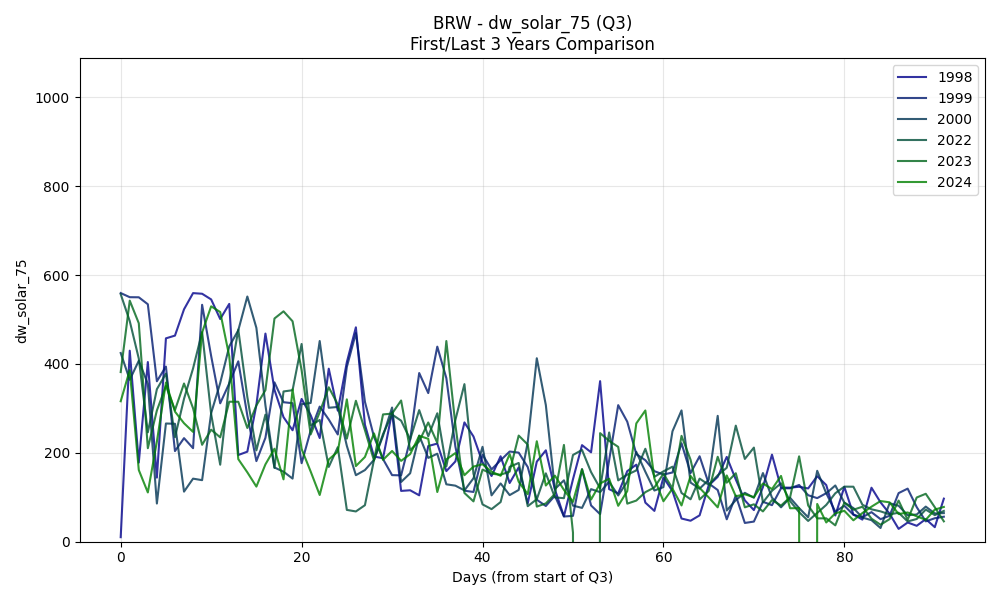 BRW - dw_solar_75 (Q3)
First/Last 3 Years Comparison
dw_solar_75
1000
800
600
400
200
0
0 20 40 60 80
Days (from start of Q3)
1998
1999
2000
2022
2023
2024